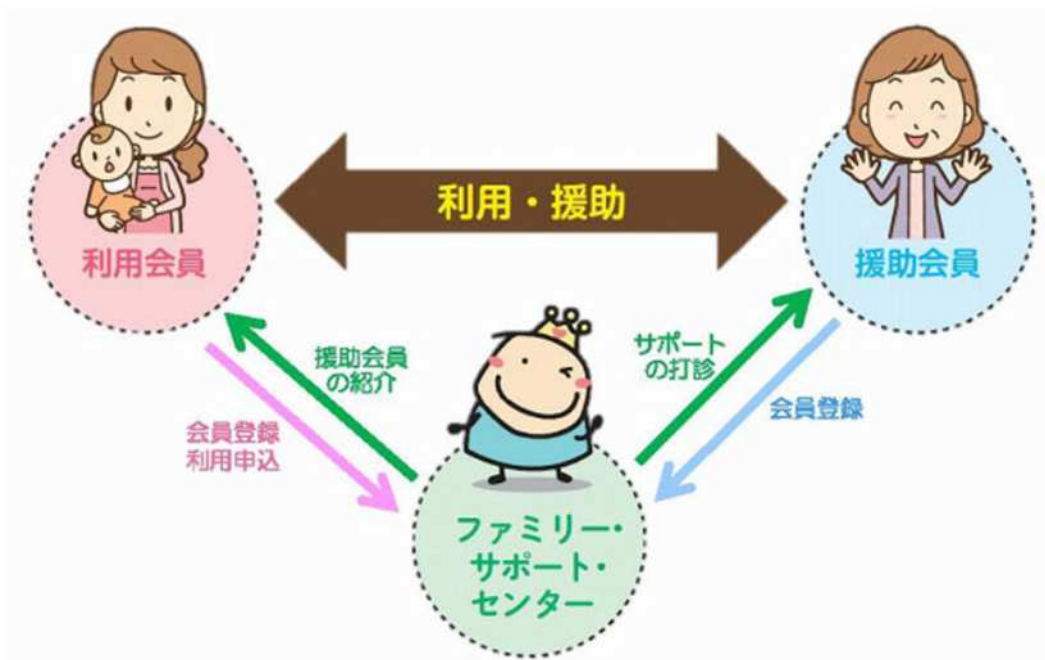 利用・援助
利用会員
援助会員
援助会員
の紹介
サポート
の打診
会員登録
利用申込
会員登録
ファミリー・
サポート・
センター